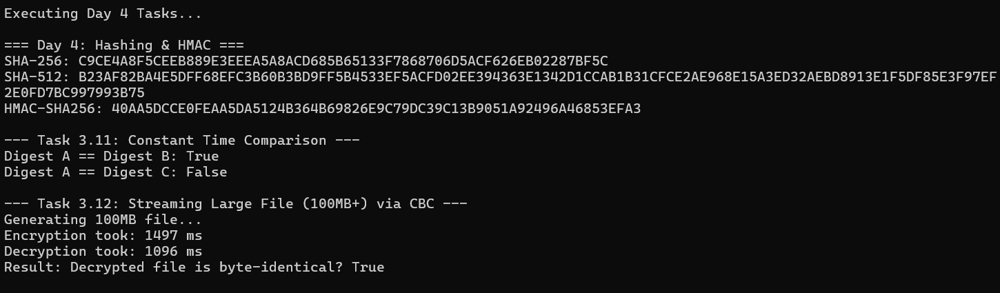 Executing Day 4 Tasks...
=== Day 4: Hashing & HMAC ===
SHA-256: C9CE4A8F5CEEB889E3EEEA5A8ACD685B65133F7868706D5ACF626EB02287BF5C
SHA-512: B23AF82BA4E5DFF68EFC3B60B3BD9FF5B4533EF5ACFD02EE394363E1342D1CCAB1B31CFCE2AE968E15A3ED32AEBD8913E1F5DF85E3F97EF
2E0FD7BC997993B75
HMAC-SHA256: 40AA5DCCE0FEAA5DA5124B364B69826E9C79DC39C13B9051A92496A46853EFA3
--- Task 3.11: Constant Time Comparison ---
Digest A == Digest B: True
Digest A == Digest C: False
--- Task 3.12: Streaming Large File (100MB+) via CBC ---
Generating 100MB file...
Encryption took: 1497 ms
Decryption took: 1096 ms
Result: Decrypted file is byte-identical? True